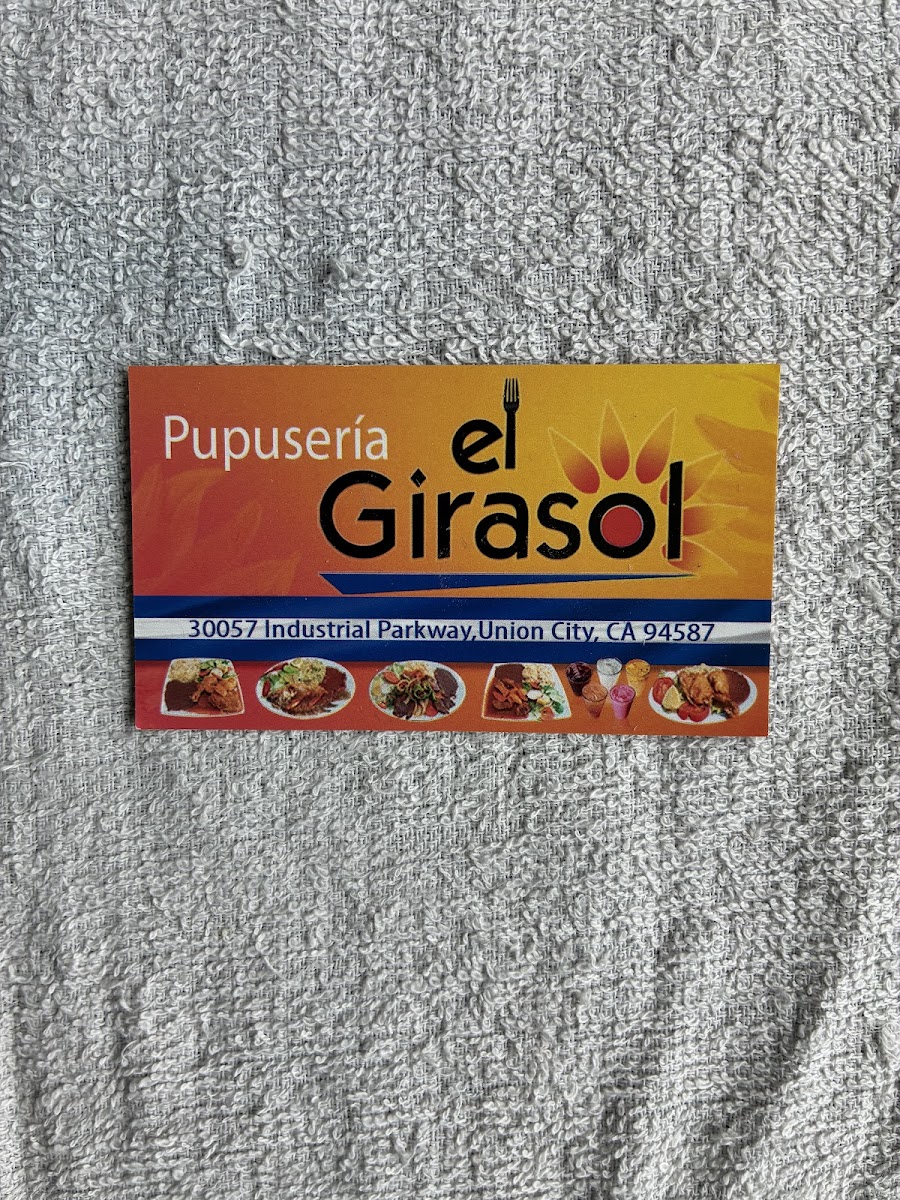 Pupusería
el
Girasol
30057 Industrial Parkway,Union City, CA 94587